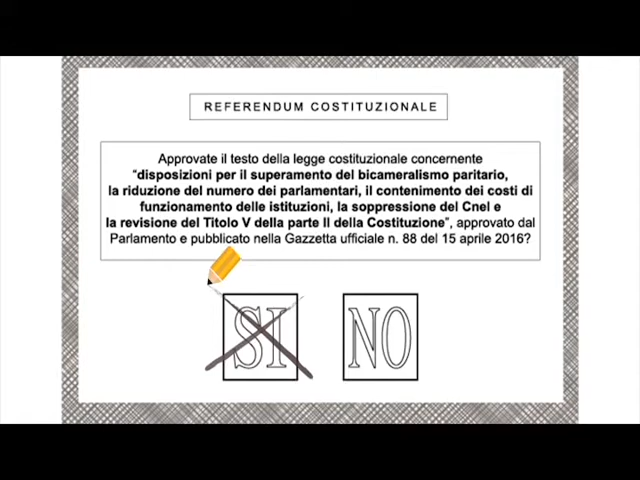 REFERENDUM COSTITUZIONALE
Approvate il testo della legge costituzionale concernente
“disposizioni per il superamento del bicameralismo paritario,
la riduzione del numero dei parlamentari, il contenimento dei costi di
funzionamento delle istituzioni, la soppressione del Cnel e
la revisione del Titolo V della parte II della Costituzione”, approvato dal
Parlamento e pubblicato nella Gazzetta ufficiale n. 88 del 15 aprile 2016?
SI NO